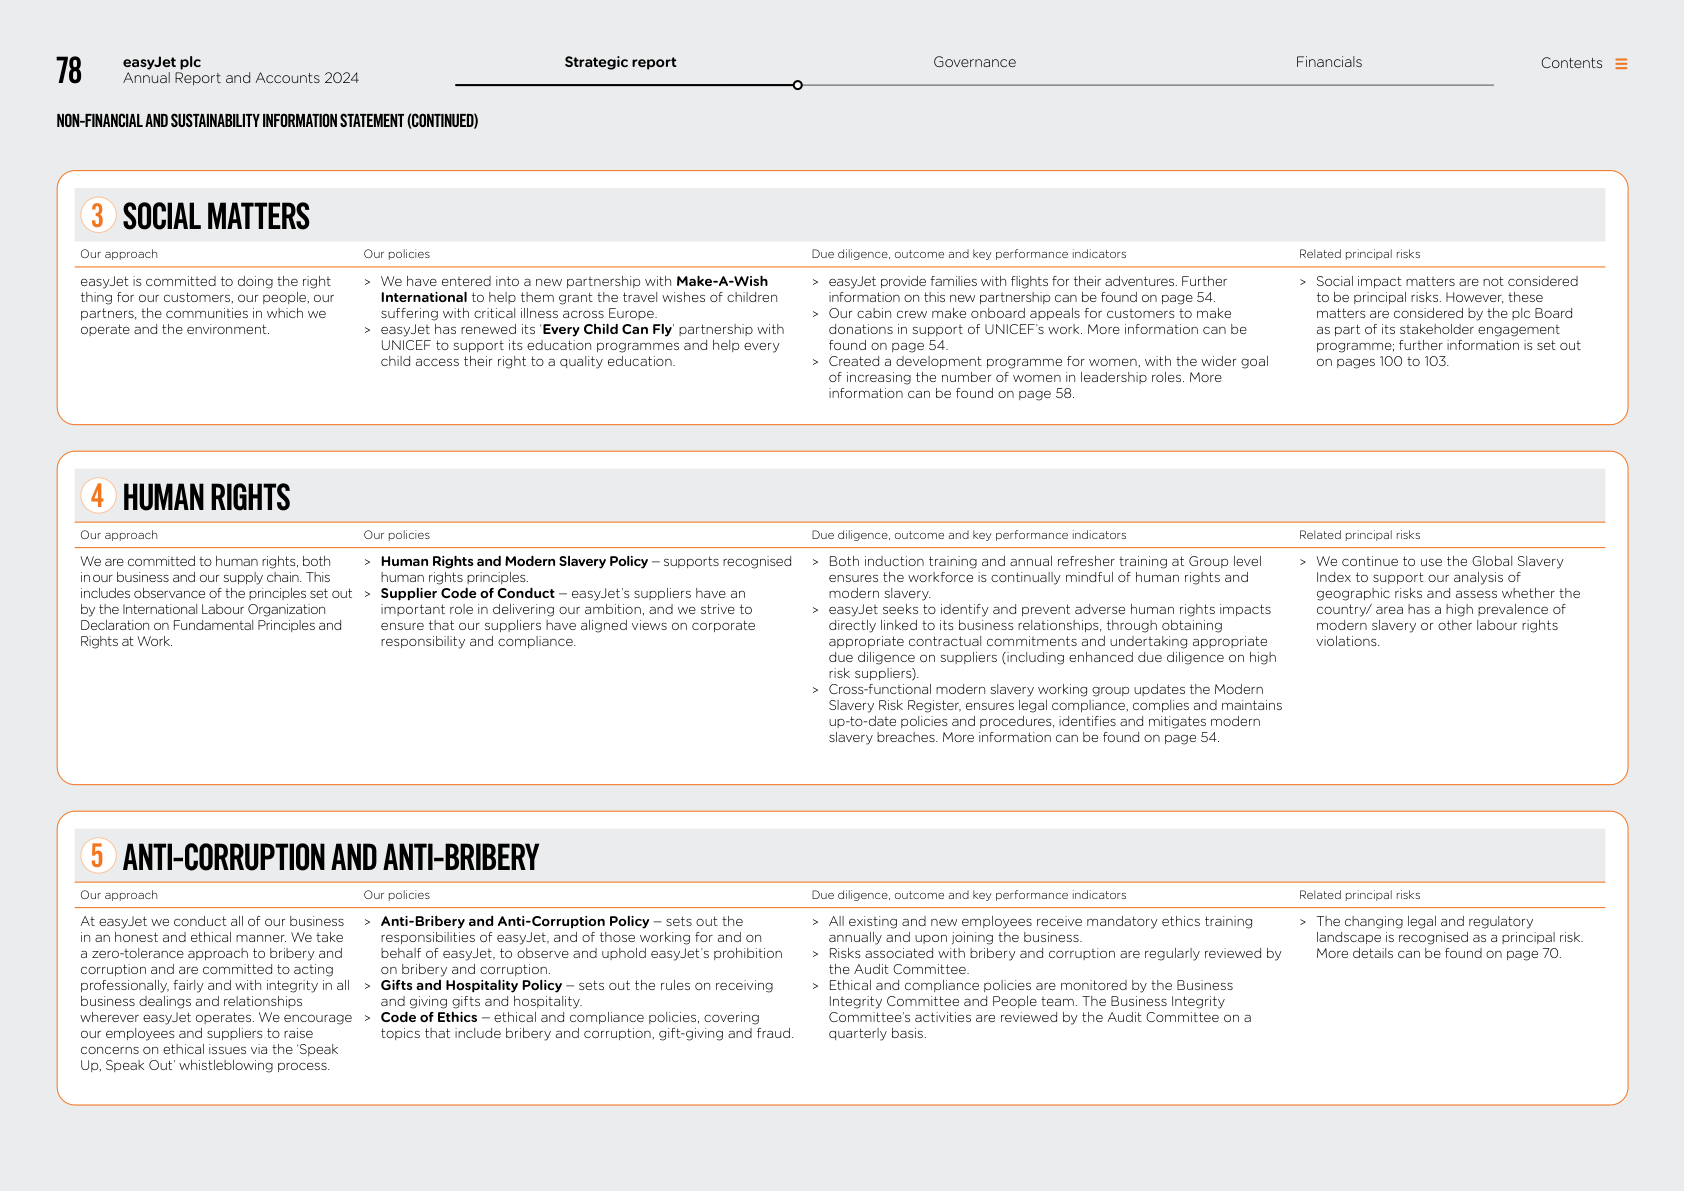 78
easyJet plc
Annual Report and Accounts 2024
Strategic report
Governance
Financials
Contents
NON-FINANCIAL AND SUSTAINABILITY INFORMATION STATEMENT (CONTINUED)
3 SOCIAL MATTERS
Our approach
easyJet is committed to doing the right
thing for our customers, our people, our
partners, the communities in which we
operate and the environment.
Our policies
> We have entered into a new partnership with Make-A-Wish
International to help them grant the travel wishes of children
suffering with critical illness across Europe.
> easyJet has renewed its ‘Every Child Can Fly’ partnership with
UNICEF to support its education programmes and help every
child access their right to a quality education.
Due diligence, outcome and key performance indicators
> easyJet provide families with flights for their adventures. Further
information on this new partnership can be found on page 54.
> Our cabin crew make onboard appeals for customers to make
donations in support of UNICEF’s work. More information can be
found on page 54.
> Created a development programme for women, with the wider goal
of increasing the number of women in leadership roles. More
information can be found on page 58.
Related principal risks
> Social impact matters are not considered
to be principal risks. However, these
matters are considered by the plc Board
as part of its stakeholder engagement
programme; further information is set out
on pages 100 to 103.
4 HUMAN RIGHTS
Our approach
We are committed to human rights, both
in our business and our supply chain. This
includes observance of the principles set out
by the International Labour Organization
Declaration on Fundamental Principles and
Rights at Work.
Our policies
> Human Rights and Modern Slavery Policy – supports recognised
human rights principles.
> Supplier Code of Conduct – easyJet’s suppliers have an
important role in delivering our ambition, and we strive to
ensure that our suppliers have aligned views on corporate
responsibility and compliance.
Due diligence, outcome and key performance indicators
> Both induction training and annual refresher training at Group level
ensures the workforce is continually mindful of human rights and
modern slavery.
> easyJet seeks to identify and prevent adverse human rights impacts
directly linked to its business relationships, through obtaining
appropriate contractual commitments and undertaking appropriate
due diligence on suppliers (including enhanced due diligence on high
risk suppliers).
> Cross-functional modern slavery working group updates the Modern
Slavery Risk Register, ensures legal compliance, complies and maintains
up-to-date policies and procedures, identifies and mitigates modern
slavery breaches. More information can be found on page 54.
Related principal risks
> We continue to use the Global Slavery
Index to support our analysis of
geographic risks and assess whether the
country/ area has a high prevalence of
modern slavery or other labour rights
violations.
5 ANTI-CORRUPTION AND ANTI-BRIBERY
Our approach
At easyJet we conduct all of our business
in an honest and ethical manner. We take
a zero-tolerance approach to bribery and
corruption and are committed to acting
professionally, fairly and with integrity in all
business dealings and relationships
wherever easyJet operates. We encourage
our employees and suppliers to raise
concerns on ethical issues via the ‘Speak
Up, Speak Out’ whistleblowing process.
Our policies
> Anti-Bribery and Anti-Corruption Policy – sets out the
responsibilities of easyJet, and of those working for and on
behalf of easyJet, to observe and uphold easyJet’s prohibition
on bribery and corruption.
> Gifts and Hospitality Policy – sets out the rules on receiving
and giving gifts and hospitality.
> Code of Ethics – ethical and compliance policies, covering
topics that include bribery and corruption, gift-giving and fraud.
Due diligence, outcome and key performance indicators
> All existing and new employees receive mandatory ethics training
annually and upon joining the business.
> Risks associated with bribery and corruption are regularly reviewed by
the Audit Committee.
> Ethical and compliance policies are monitored by the Business
Integrity Committee and People team. The Business Integrity
Committee’s activities are reviewed by the Audit Committee on a
quarterly basis.
Related principal risks
> The changing legal and regulatory
landscape is recognised as a principal risk.
More details can be found on page 70.